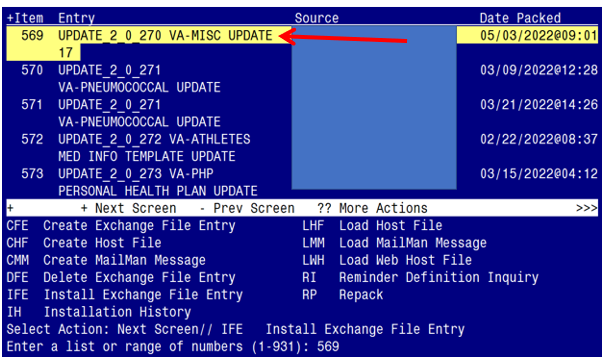 +Item Entry Source Date Packed
569 UPDATE_2_0_270 VA-MISC UPDATE 05/03/2022@09:01
17
570 UPDATE_2_0_271 03/09/2022@12:28
VA-PNEUMOCOCCAL UPDATE
571 UPDATE_2_0_271 03/21/2022@14:26
VA-PNEUMOCOCCAL UPDATE
572 UPDATE_2_0_272 VA-ATHLETES 02/22/2022@08:37
MED INFO TEMPLATE UPDATE
573 UPDATE_2_0_273 VA-PHP 03/15/2022@04:12
PERSONAL HEALTH PLAN UPDATE
+ + Next Screen - Prev Screen ?? More Actions >>>
CFE Create Exchange File Entry LHF Load Host File
CHF Create Host File LMM Load MailMan Message
CMM Create MailMan Message LWH Load Web Host File
DFE Delete Exchange File Entry RI Reminder Definition Inquiry
IFE Install Exchange File Entry RP Repack
IH Installation History
Select Action: Next Screen// IFE Install Exchange File Entry
Enter a list or range of numbers (1-931): 569